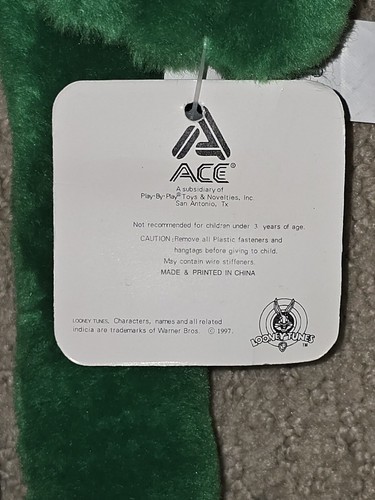 ACE®
A subsidiary of
Play-By-Play® Toys & Novelties, Inc.
San Antonio, Tx
Not recommended for children under 3 years of age.
CAUTION: Remove all Plastic fasteners and
hangtags before giving to child.
May contain wire stiffeners.
MADE & PRINTED IN CHINA
LOONEY TUNES, Characters, names and all related
indicia are trademarks of Warner Bros. © 1997.
LOONEY TUNES ™